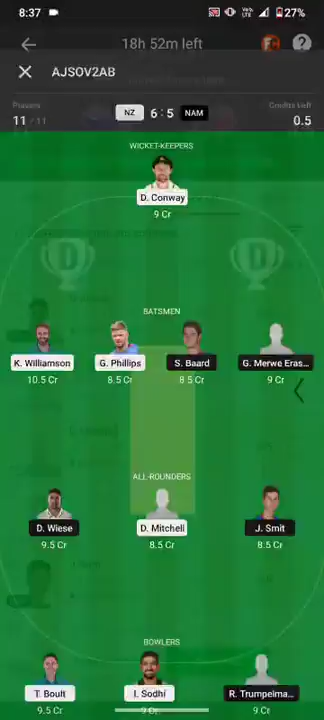 8:37 27%
18h 52m left
AJSOV2AB
Players Credits Left
11 / 11 NZ 6 : 5 NAM 0.5
WICKET-KEEPERS
D. Conway
9 Cr
BATSMEN
K. Williamson G. Phillips S. Baard G. Merwe Eras...
10.5 Cr 8.5 Cr 8.5 Cr 9 Cr
ALL-ROUNDERS
D. Wiese D. Mitchell J. Smit
9.5 Cr 8.5 Cr 8.5 Cr
BOWLERS
T. Boult I. Sodhi R. Trumpelma...
9.5 Cr 9 Cr 9 Cr